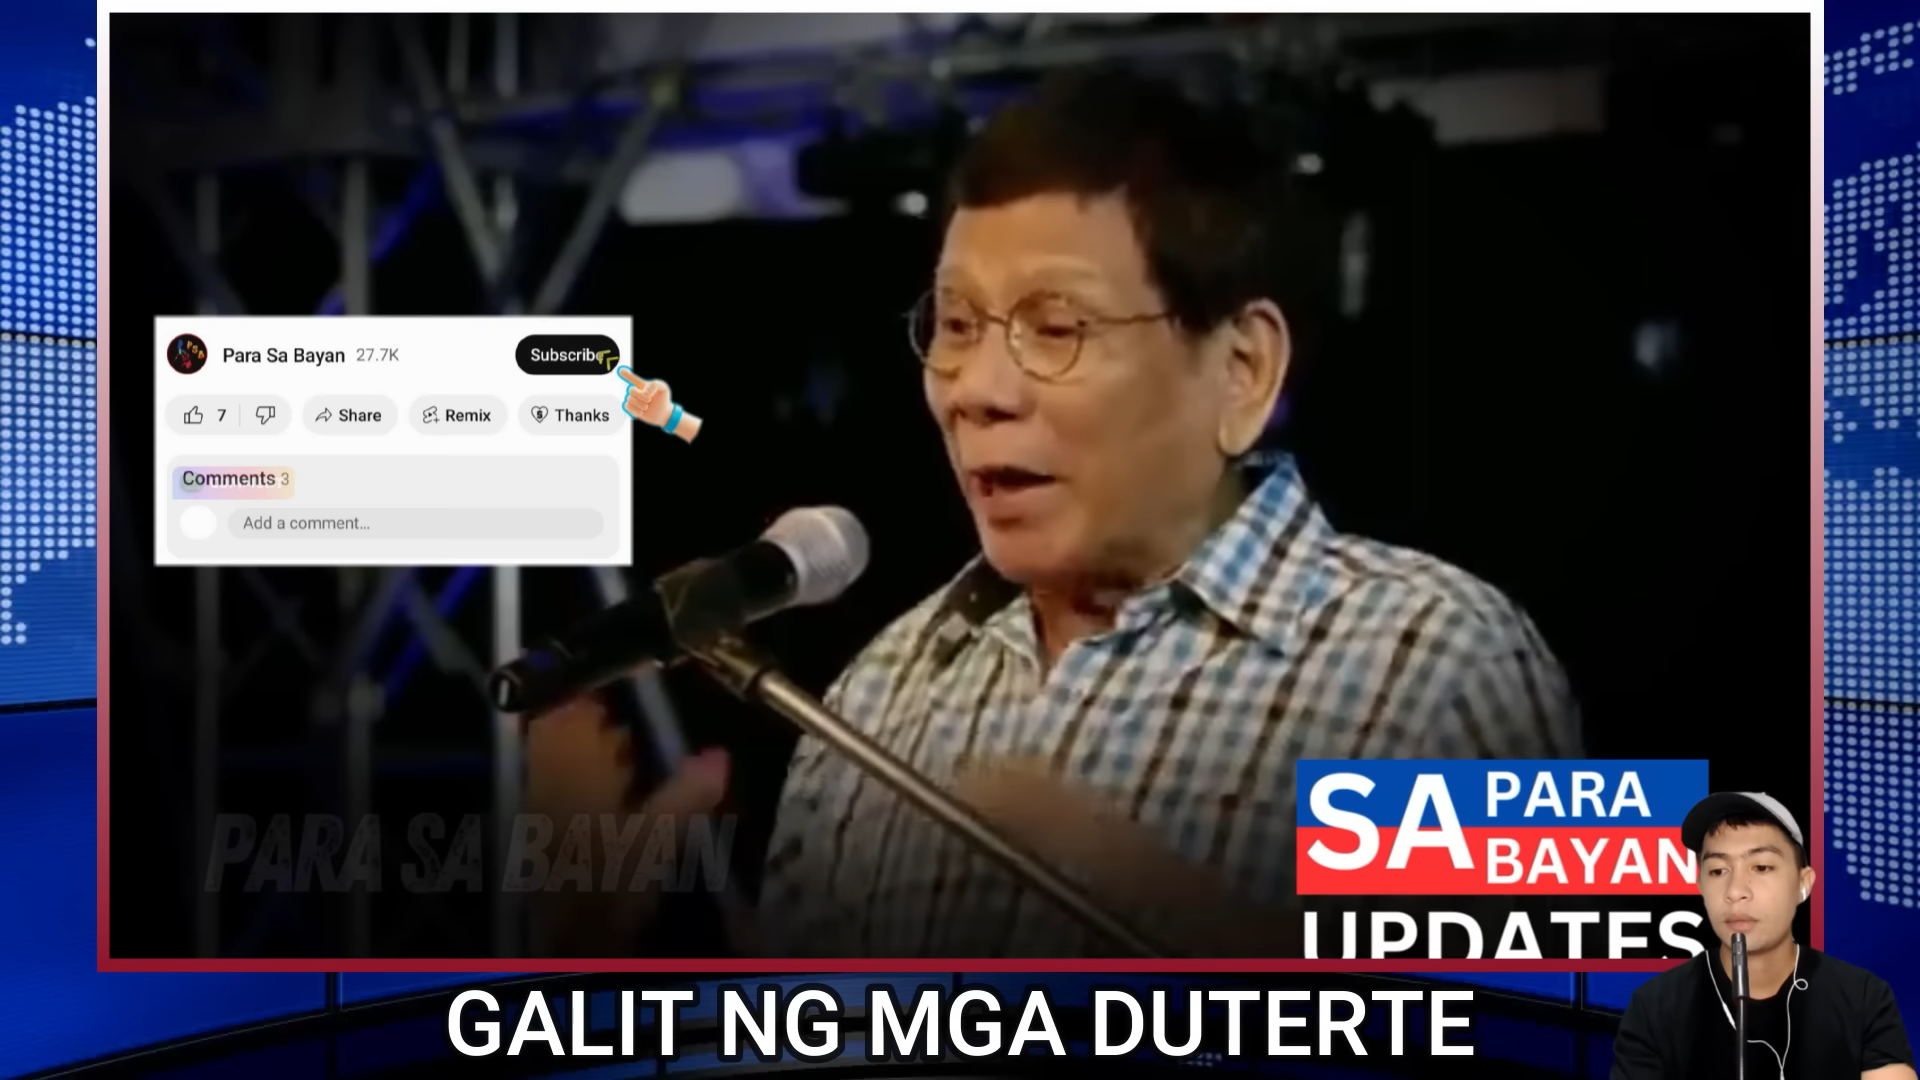 Para Sa Bayan 27.7K
Subscribe
7
Share
Remix
Thanks
Comments 3
Add a comment...
PARA SA BAYAN
SA PARA
BAYAN
UPDATES
GALIT NG MGA DUTERTE